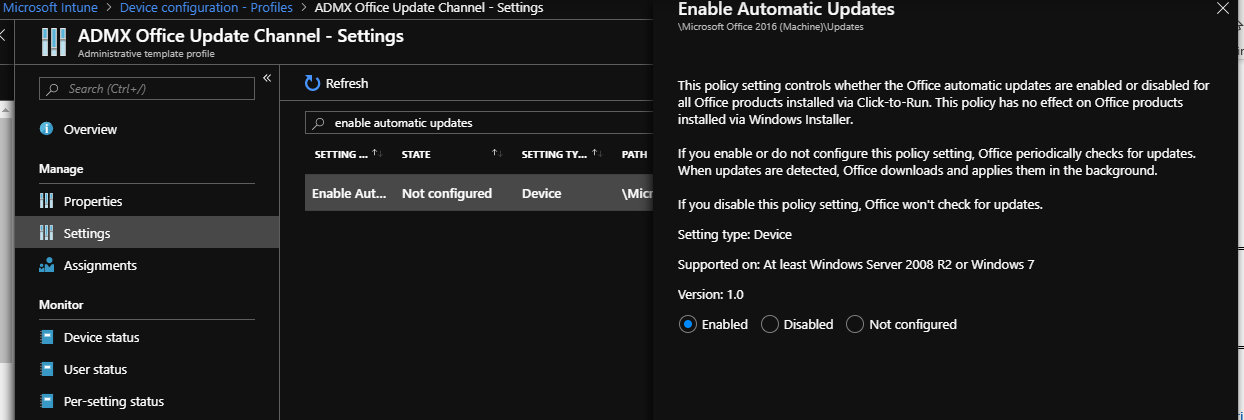 Microsoft Intune > Device configuration - Profiles > ADMX Office Update Channel - Settings
ADMX Office Update Channel - Settings
Administrative template profile
Search (Ctrl+/)
Overview
Manage
Properties
Settings
Assignments
Monitor
Device status
User status
Per-setting status
Refresh
enable automatic updates
SETTING ... STATE SETTING TY... PATH
Enable Aut... Not configured Device \Mic
Enable Automatic Updates
\Microsoft Office 2016 (Machine)\Updates
This policy setting controls whether the Office automatic updates are enabled or disabled for
all Office products installed via Click-to-Run. This policy has no effect on Office products
installed via Windows Installer.
If you enable or do not configure this policy setting, Office periodically checks for updates.
When updates are detected, Office downloads and applies them in the background.
If you disable this policy setting, Office won't check for updates.
Setting type: Device
Supported on: At least Windows Server 2008 R2 or Windows 7
Version: 1.0
Enabled Disabled Not configured